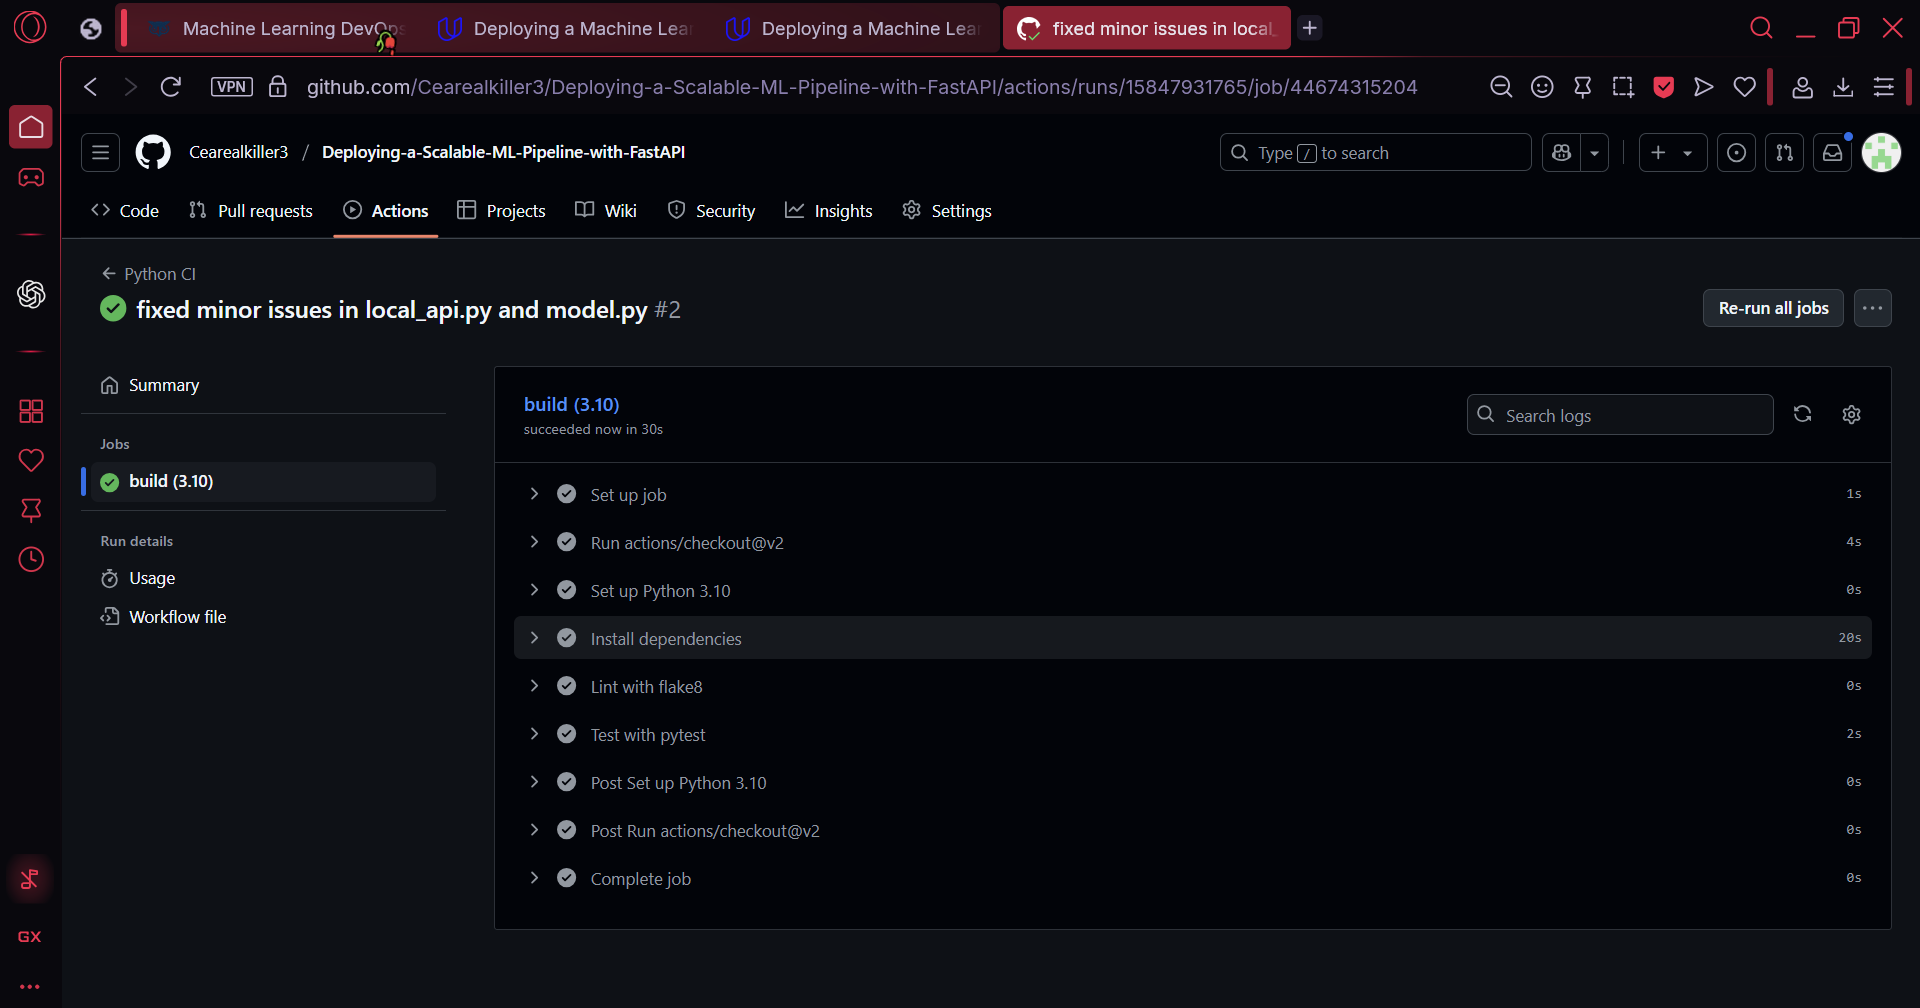 Machine Learning DevOps
Deploying a Machine Lear
Deploying a Machine Lear
fixed minor issues in local_
VPN
github.com/Cearealkiller3/Deploying-a-Scalable-ML-Pipeline-with-FastAPI/actions/runs/15847931765/job/44674315204
Cearealkiller3 / Deploying-a-Scalable-ML-Pipeline-with-FastAPI
Type / to search
Code
Pull requests
Actions
Projects
Wiki
Security
Insights
Settings
Python CI
fixed minor issues in local_api.py and model.py #2
Re-run all jobs
Summary
Jobs
build (3.10)
Run details
Usage
Workflow file
build (3.10)
succeeded now in 30s
Search logs
Set up job 1s
Run actions/checkout@v2 4s
Set up Python 3.10 0s
Install dependencies 20s
Lint with flake8 0s
Test with pytest 2s
Post Set up Python 3.10 0s
Post Run actions/checkout@v2 0s
Complete job 0s
GX